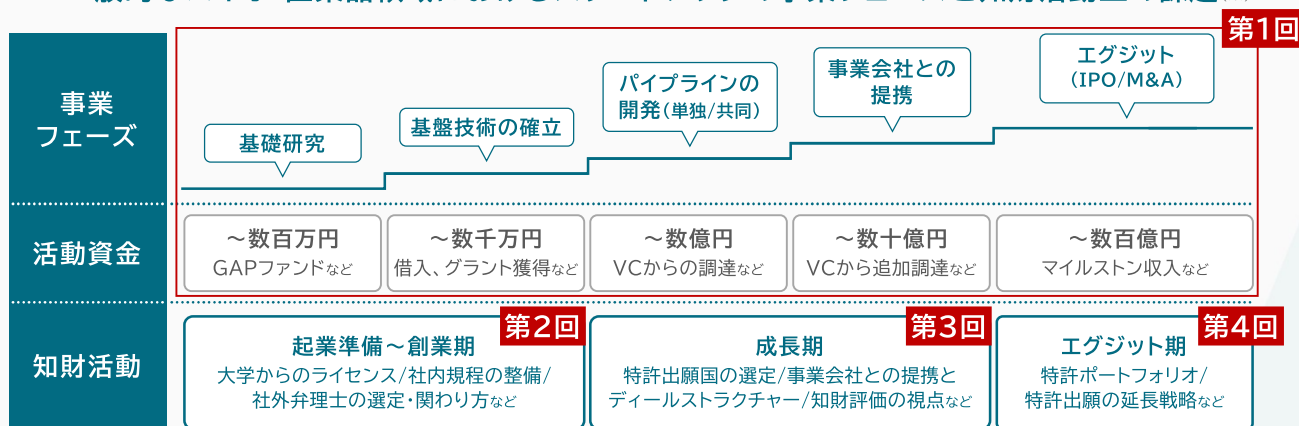 第1回
事業
フェーズ
基礎研究
基盤技術の確立
パイプラインの
開発(単独/共同)
事業会社との
提携
エグジット
(IPO/M&A)
活動資金
~数百万円
GAPファンドなど
~数千万円
借入、グラント獲得など
~数億円
VCからの調達など
~数十億円
VCから追加調達など
~数百億円
マイルストン収入など
知財活動
第2回
起業準備~創業期
大学からのライセンス/社内規程の整備/
社外弁理士の選定・関わり方など
第3回
成長期
特許出願国の選定/事業会社との提携と
ディールストラクチャー/知財評価の視点など
第4回
エグジット期
特許ポートフォリオ/
特許出願の延長戦略など